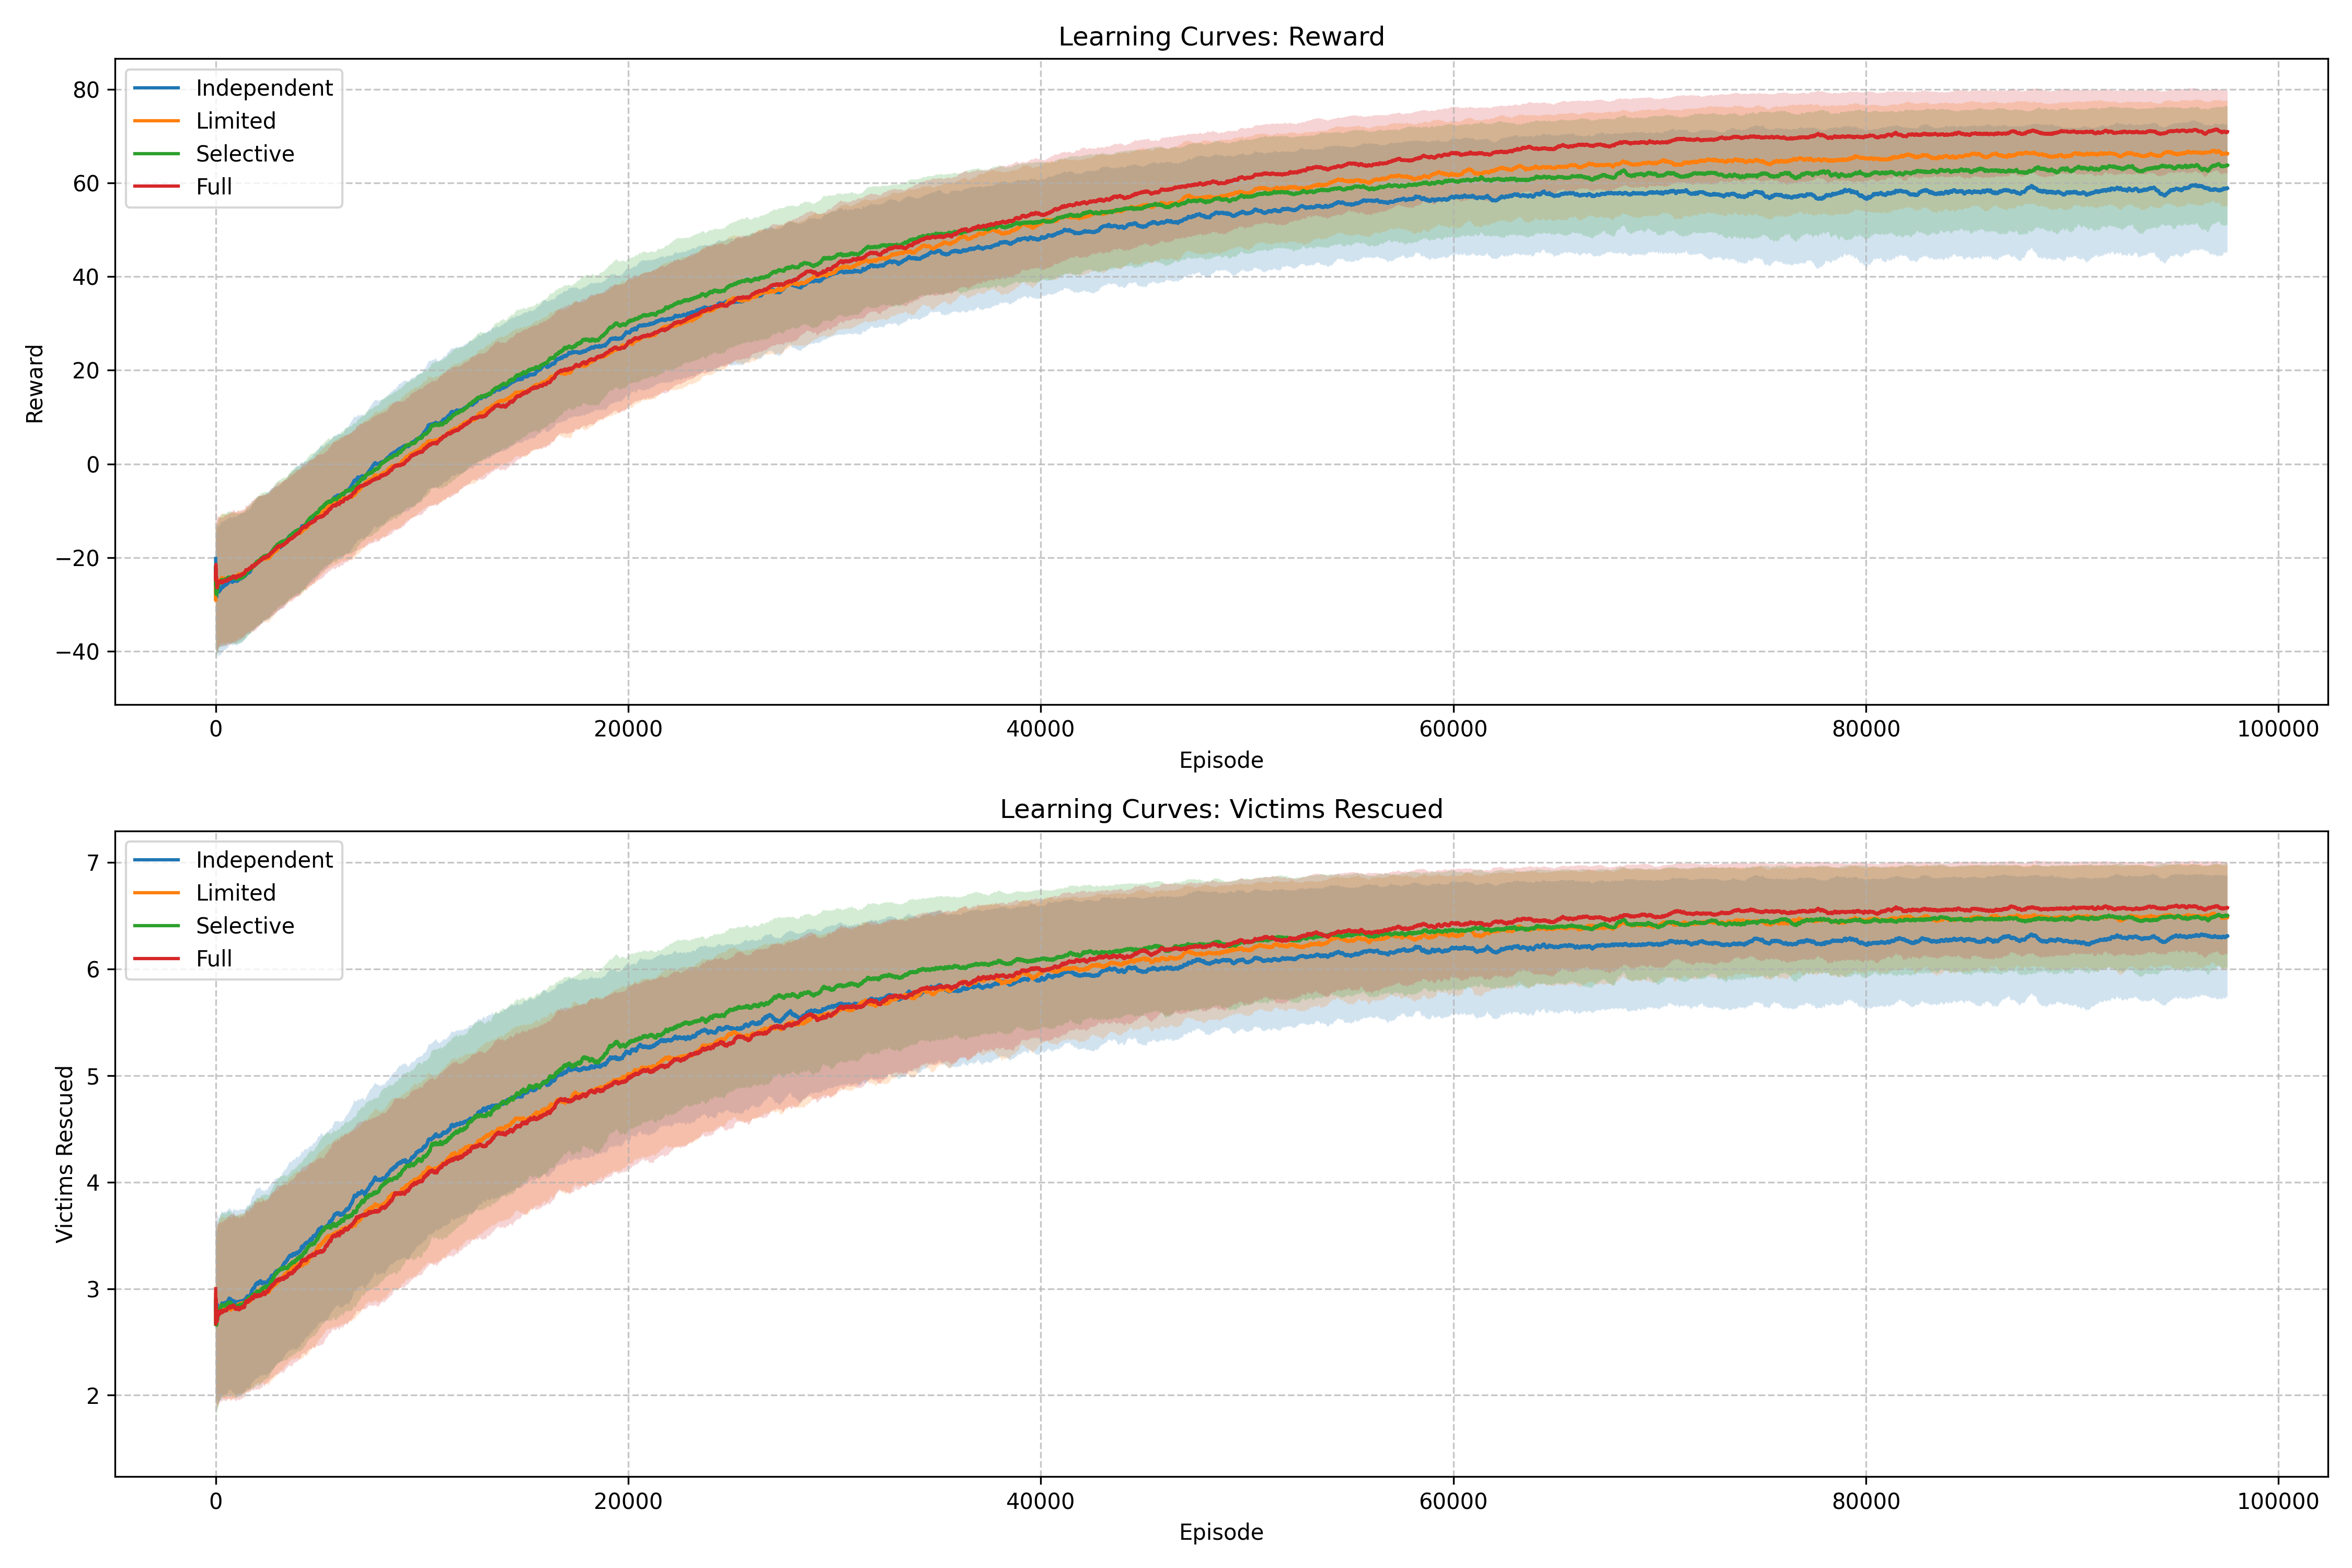 Learning Curves: Reward
Independent
Limited
Selective
Full
80
60
40
20
0
−20
−40
Reward
0 20000 40000 60000 80000 100000
Episode
Learning Curves: Victims Rescued
Independent
Limited
Selective
Full
7
6
5
4
3
2
Victims Rescued
0 20000 40000 60000 80000 100000
Episode